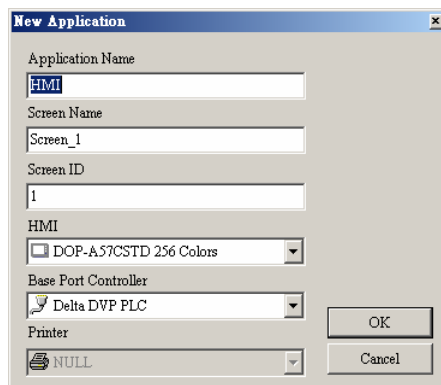 New Application
Application Name
HMI
Screen Name
Screen_1
Screen ID
1
HMI
DOP-A57CSTD 256 Colors
Base Port Controller
Delta DVP PLC
Printer
NULL
OK
Cancel